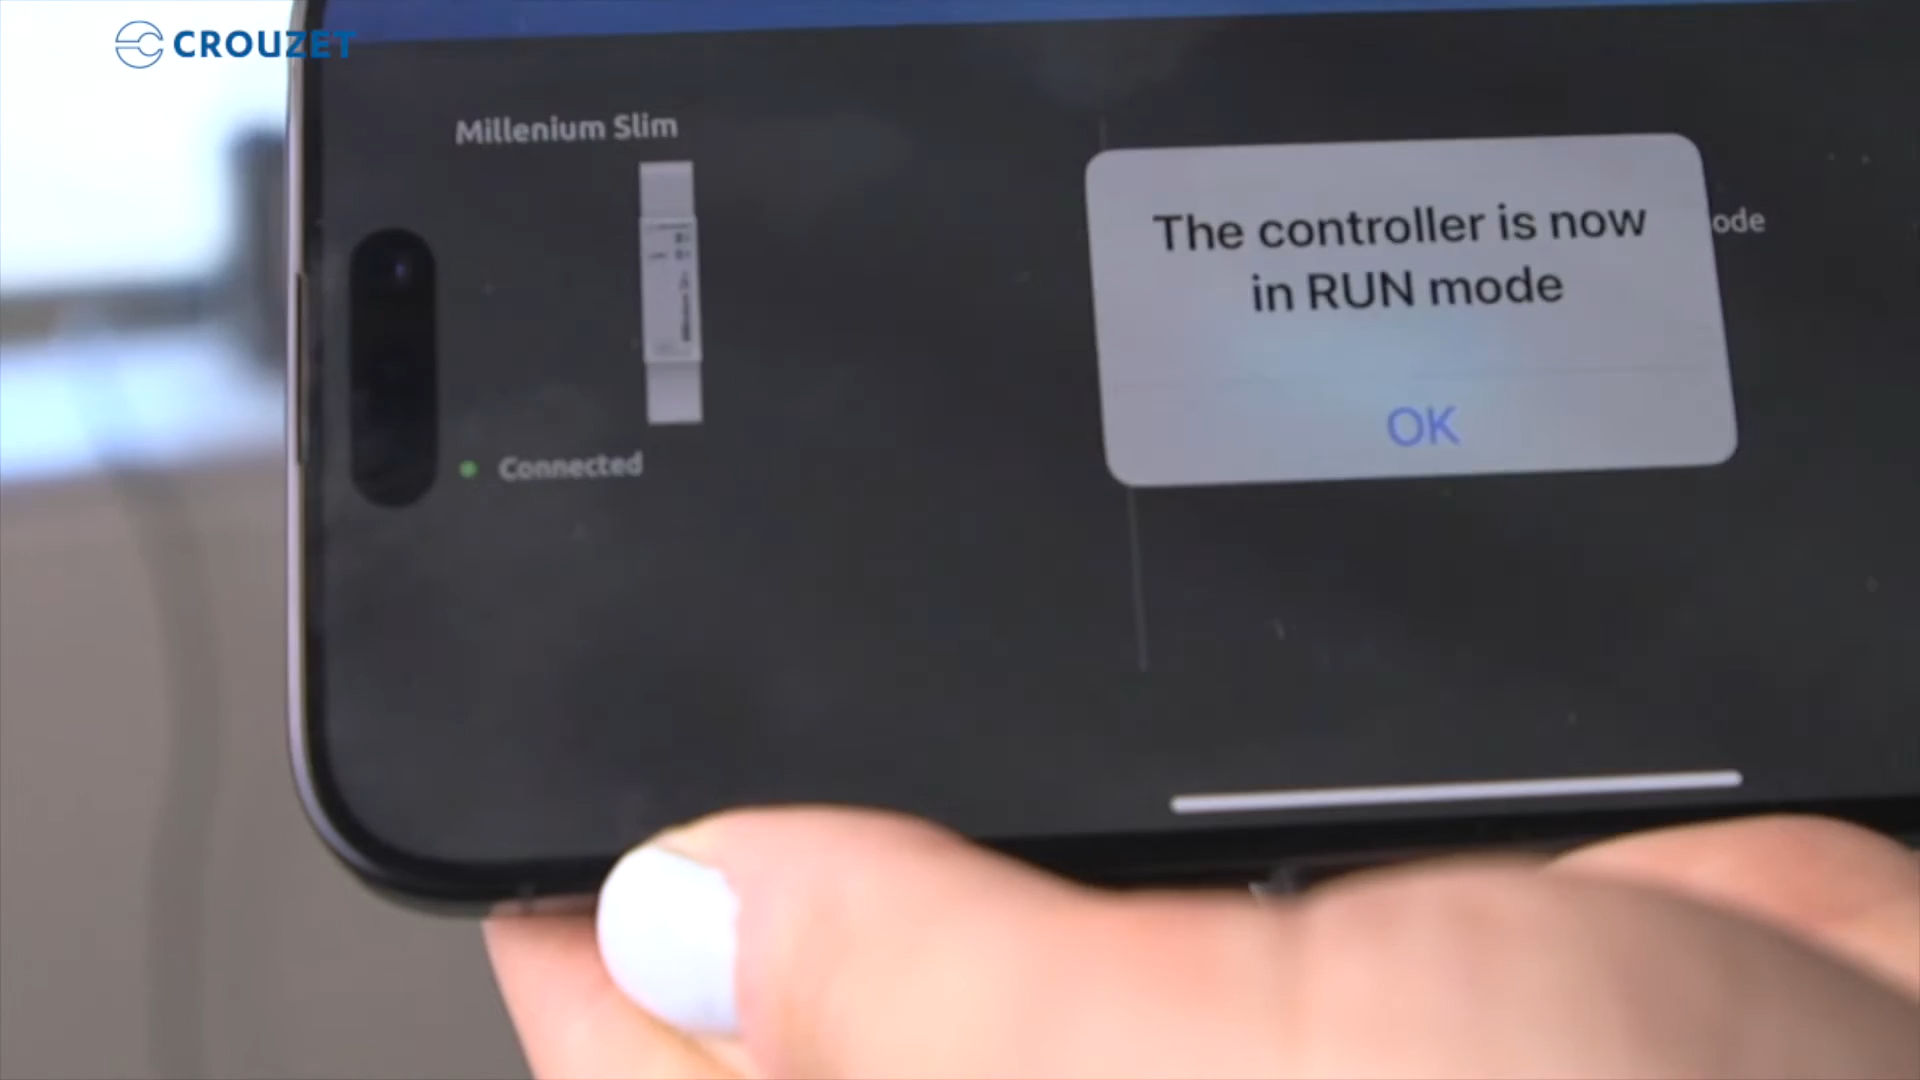 CROUZET
Millenium Slim
The controller is now
in RUN mode
ode
OK
Connected